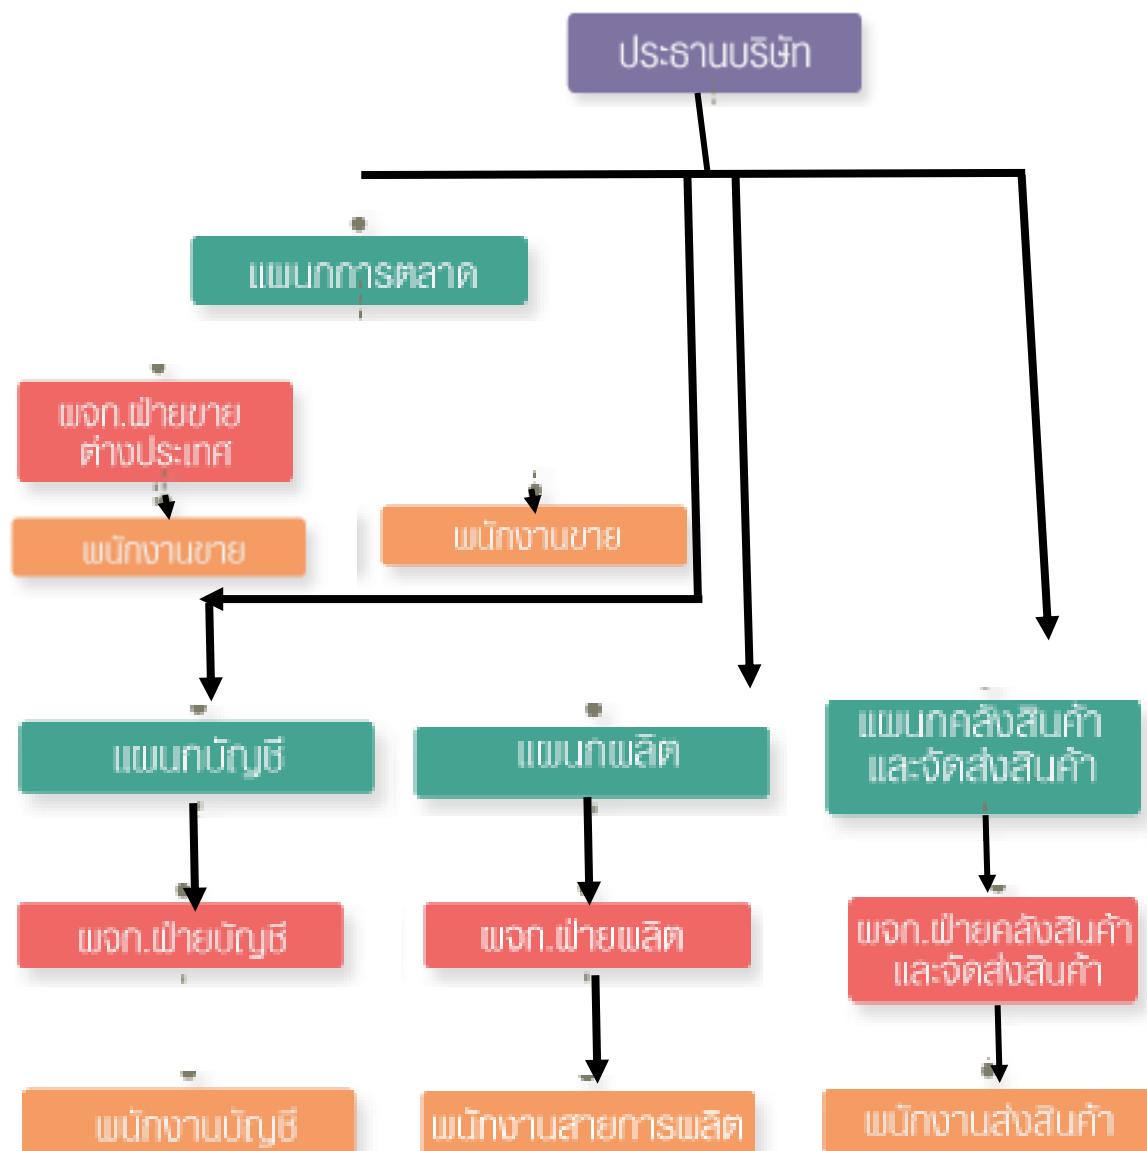 ประธานบริษัท
แผนกการตลาด
ผจก.ฝ่ายขาย
ต่างประเทศ
พนักงานขาย
พนักงานขาย
แผนกบัญชี
แผนกผลิต
แผนกคลังสินค้า
และจัดส่งสินค้า
ผจก.ฝ่ายบัญชี
ผจก.ฝ่ายผลิต
ผจก.ฝ่ายคลังสินค้า
และจัดส่งสินค้า
พนักงานบัญชี
พนักงานสายการผลิต
พนักงานส่งสินค้า